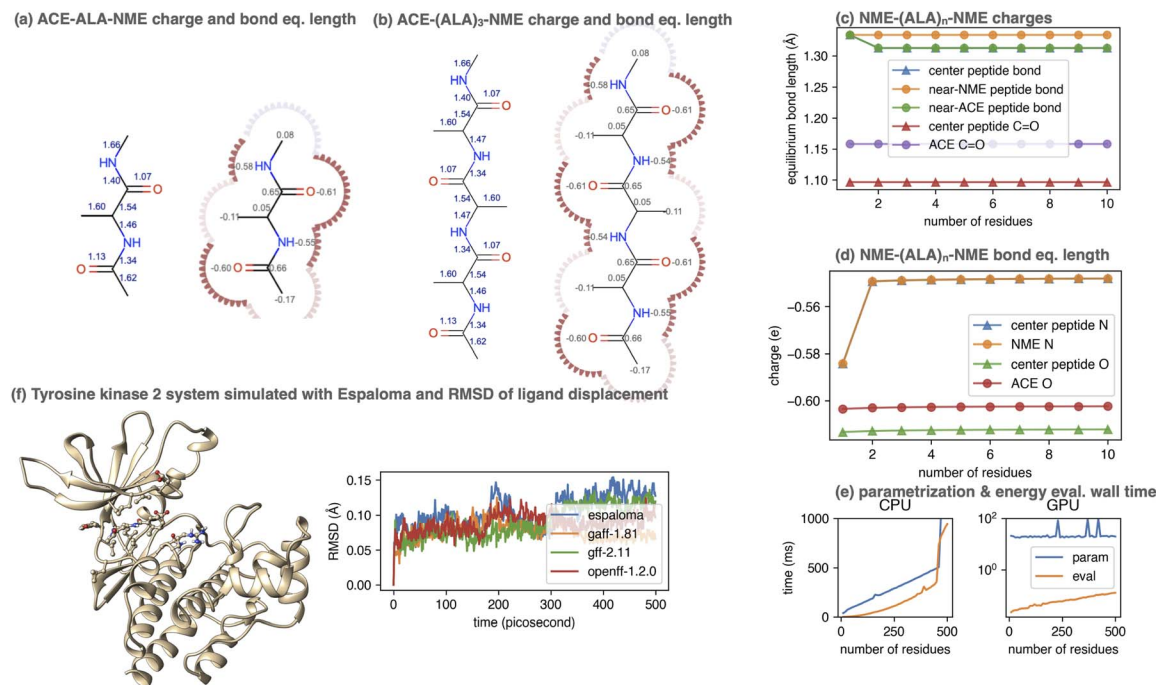 (a) ACE-ALA-NME charge and bond eq. length
1.66
HN
1.40
1.07
O
1.60
1.54
1.46
NH
1.13
O
1.34
1.62
0.08
-0.58
HN
0.65
O
-0.61
0.05
-0.11
NH
-0.55
-0.60
O
0.66
-0.17
(b) ACE-(ALA)₃-NME charge and bond eq. length
1.66
HN
1.40
1.07
O
1.54
1.60
1.47
NH
1.07
O
1.34
1.54
1.60
1.47
HN
1.34
1.07
O
1.60
1.54
1.46
NH
1.13
O
1.34
1.62
0.08
-0.58
HN
0.65
O
-0.61
0.05
-0.11
NH
-0.54
O
-0.61
0.65
0.05
-0.11
-0.54
HN
0.65
O
-0.61
0.05
-0.11
NH
-0.55
-0.60
O
0.66
-0.17
(c) NME-(ALA)n-NME charges
equilibrium bond length (Å)
1.30
1.25
1.20
1.15
1.10
center peptide bond
near-NME peptide bond
near-ACE peptide bond
center peptide C=O
ACE C=O
2 4 6 8 10
number of residues
(d) NME-(ALA)n-NME bond eq. length
charge (e)
−0.56
−0.58
−0.60
center peptide N
NME N
center peptide O
ACE O
2 4 6 8 10
number of residues
(e) parametrization & energy eval. wall time
CPU
time (ms)
1000
500
0
0 250 500
number of residues
GPU
10²
10⁰
param
eval
0 250 500
number of residues
(f) Tyrosine kinase 2 system simulated with Espaloma and RMSD of ligand displacement
RMSD (Å)
0.15
0.10
0.05
0.00
espaloma
gaff-1.81
gff-2.11
openff-1.2.0
0 100 200 300 400 500
time (picosecond)